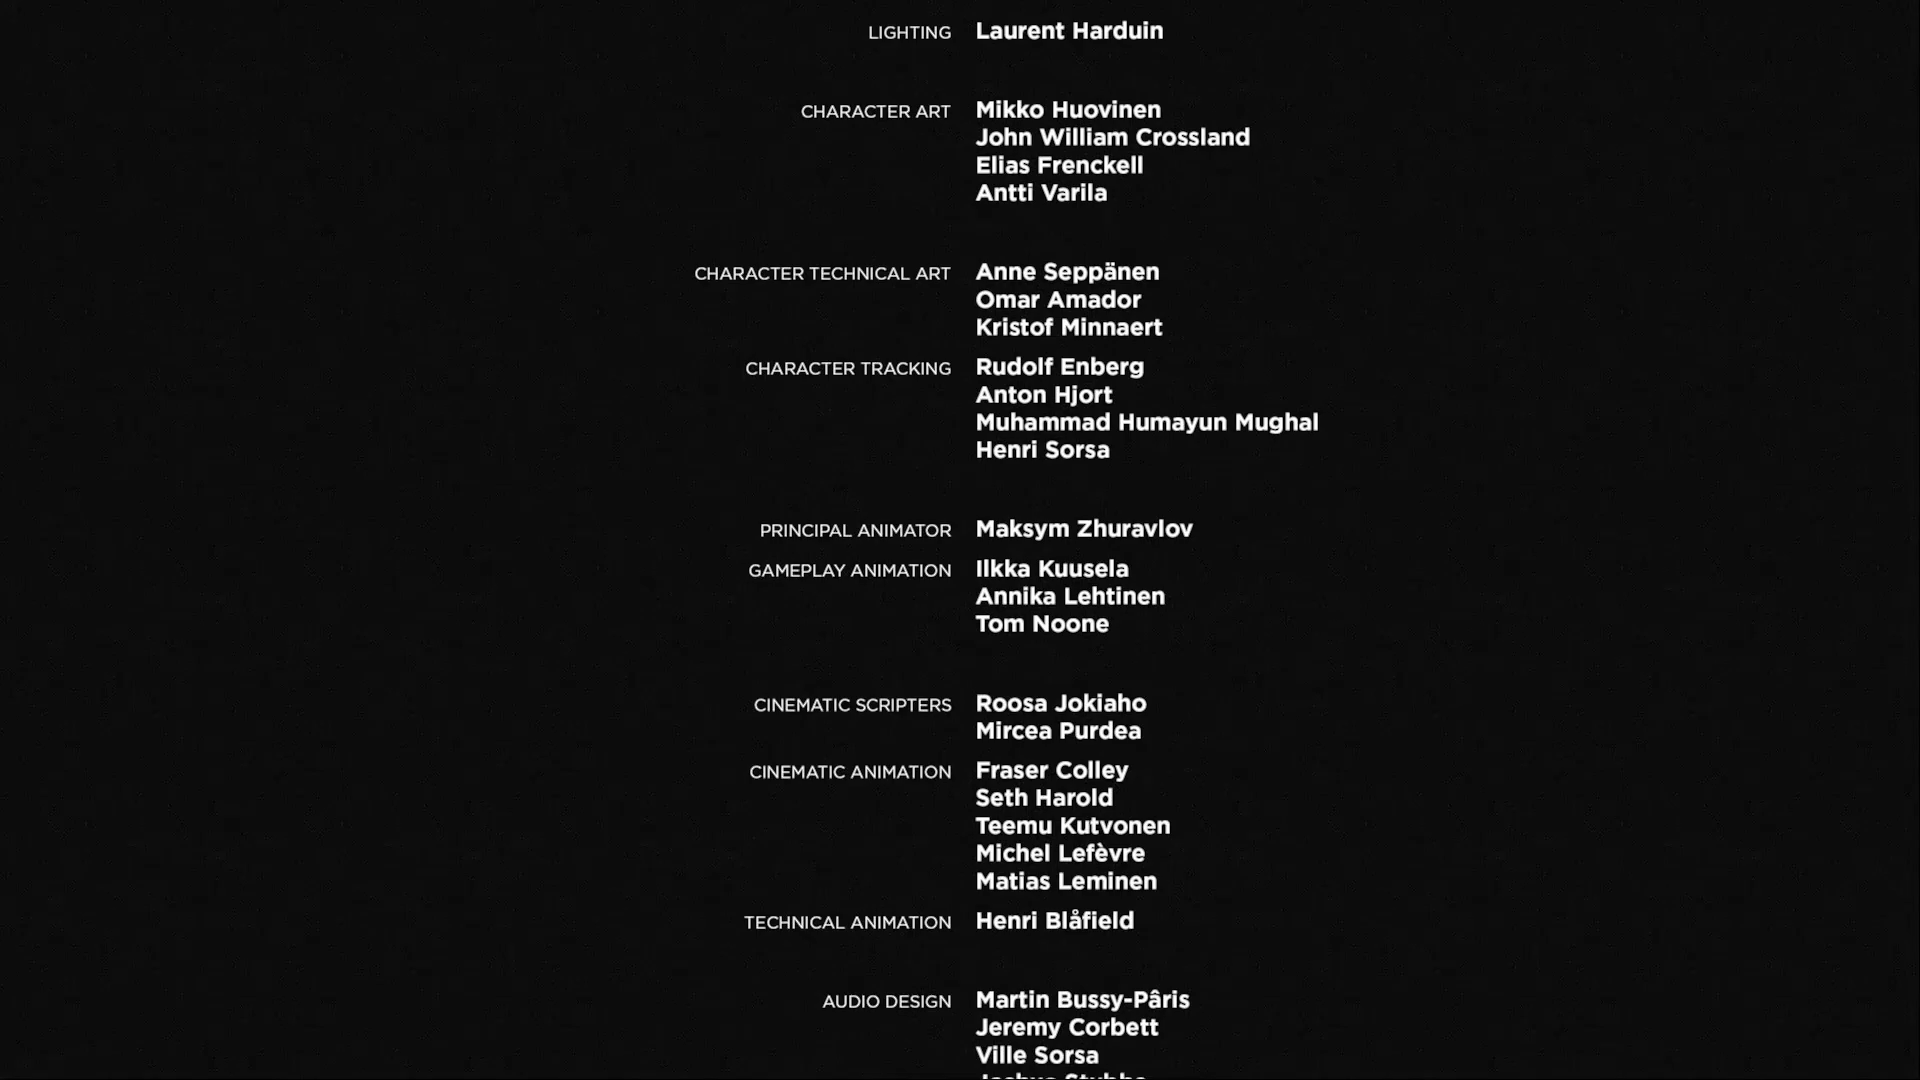 LIGHTING Laurent Harduin
CHARACTER ART Mikko Huovinen
John William Crossland
Elias Frenckell
Antti Varila
CHARACTER TECHNICAL ART Anne Seppänen
Omar Amador
Kristof Minnaert
CHARACTER TRACKING Rudolf Enberg
Anton Hjort
Muhammad Humayun Mughal
Henri Sorsa
PRINCIPAL ANIMATOR Maksym Zhuravlov
GAMEPLAY ANIMATION Ilkka Kuusela
Annika Lehtinen
Tom Noone
CINEMATIC SCRIPTERS Roosa Jokiaho
Mircea Purdea
CINEMATIC ANIMATION Fraser Colley
Seth Harold
Teemu Kutvonen
Michel Lefèvre
Matias Leminen
TECHNICAL ANIMATION Henri Blåfield
AUDIO DESIGN Martin Bussy-Pâris
Jeremy Corbett
Ville Sorsa